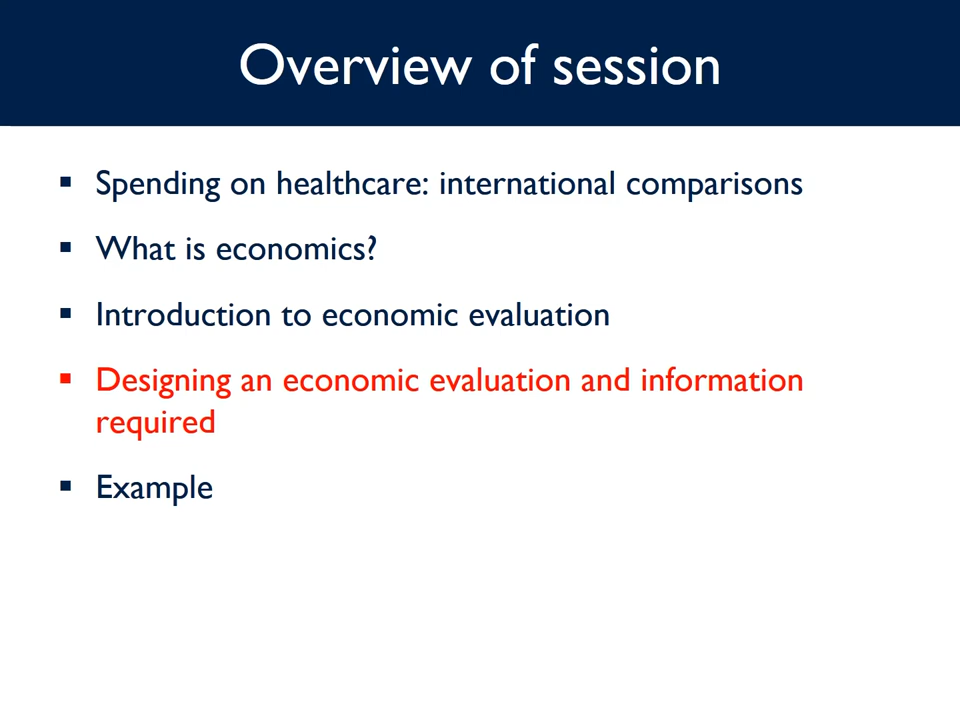 Overview of session
▪ Spending on healthcare: international comparisons
▪ What is economics?
▪ Introduction to economic evaluation
▪ Designing an economic evaluation and information
required
▪ Example